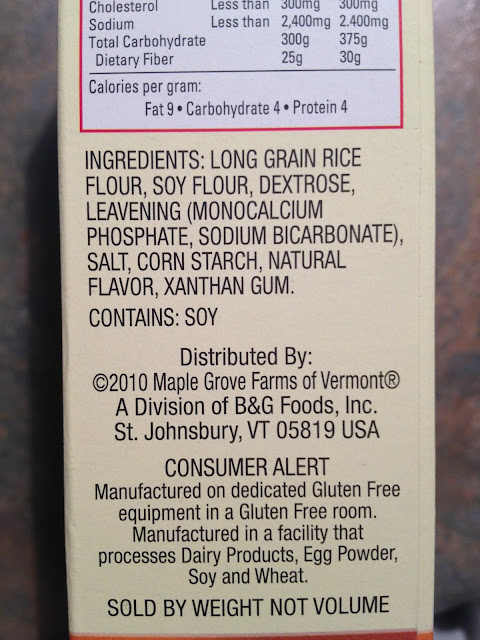 Cholesterol Less than 300mg 300mg
Sodium Less than 2,400mg 2.400mg
Total Carbohydrate 300g 375g
Dietary Fiber 25g 30g
Calories per gram:
Fat 9 • Carbohydrate 4 • Protein 4
INGREDIENTS: LONG GRAIN RICE
FLOUR, SOY FLOUR, DEXTROSE,
LEAVENING (MONOCALCIUM
PHOSPHATE, SODIUM BICARBONATE),
SALT, CORN STARCH, NATURAL
FLAVOR, XANTHAN GUM.
CONTAINS: SOY
Distributed By:
©2010 Maple Grove Farms of Vermont®
A Division of B&G Foods, Inc.
St. Johnsbury, VT 05819 USA
CONSUMER ALERT
Manufactured on dedicated Gluten Free
equipment in a Gluten Free room.
Manufactured in a facility that
processes Dairy Products, Egg Powder,
Soy and Wheat.
SOLD BY WEIGHT NOT VOLUME